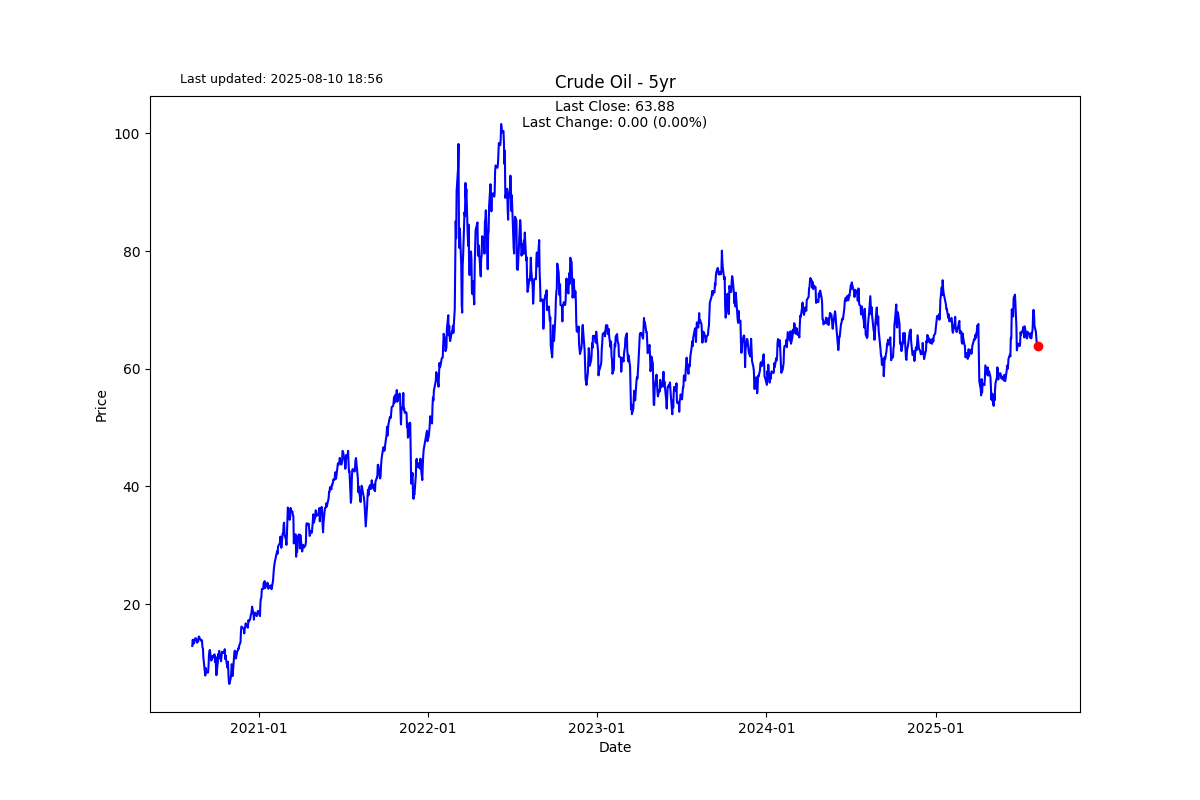 Last updated: 2025-08-10 18:56
Crude Oil - 5yr
Last Close: 63.88
Last Change: 0.00 (0.00%)
100
80
60
40
20
Price
2021-01
2022-01
2023-01
2024-01
2025-01
Date